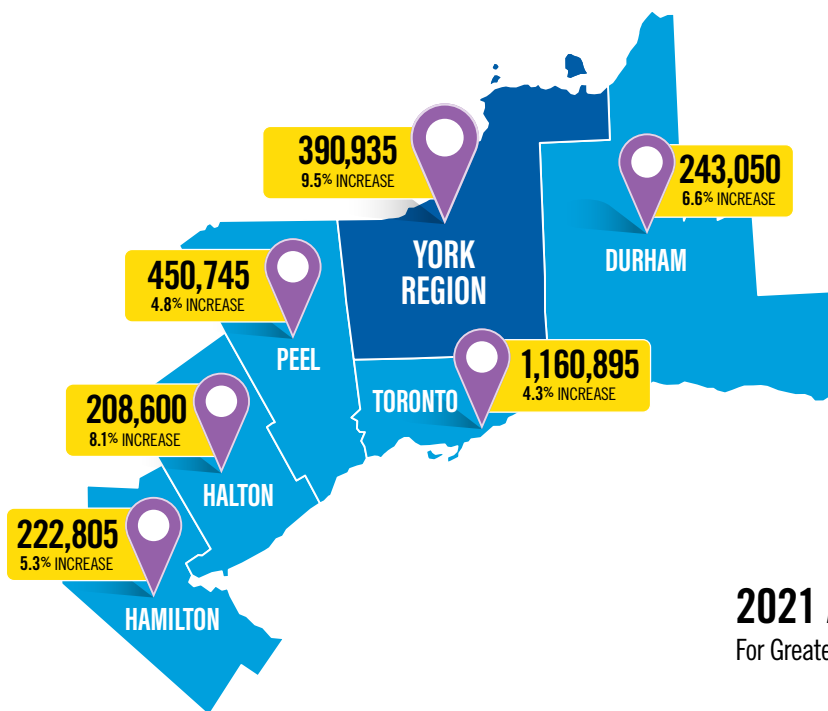 390,935
9.5% INCREASE
243,050
6.6% INCREASE
YORK
REGION
DURHAM
450,745
4.8% INCREASE
PEEL
1,160,895
4.3% INCREASE
TORONTO
208,600
8.1% INCREASE
HALTON
222,805
5.3% INCREASE
HAMILTON
2021
For Greate